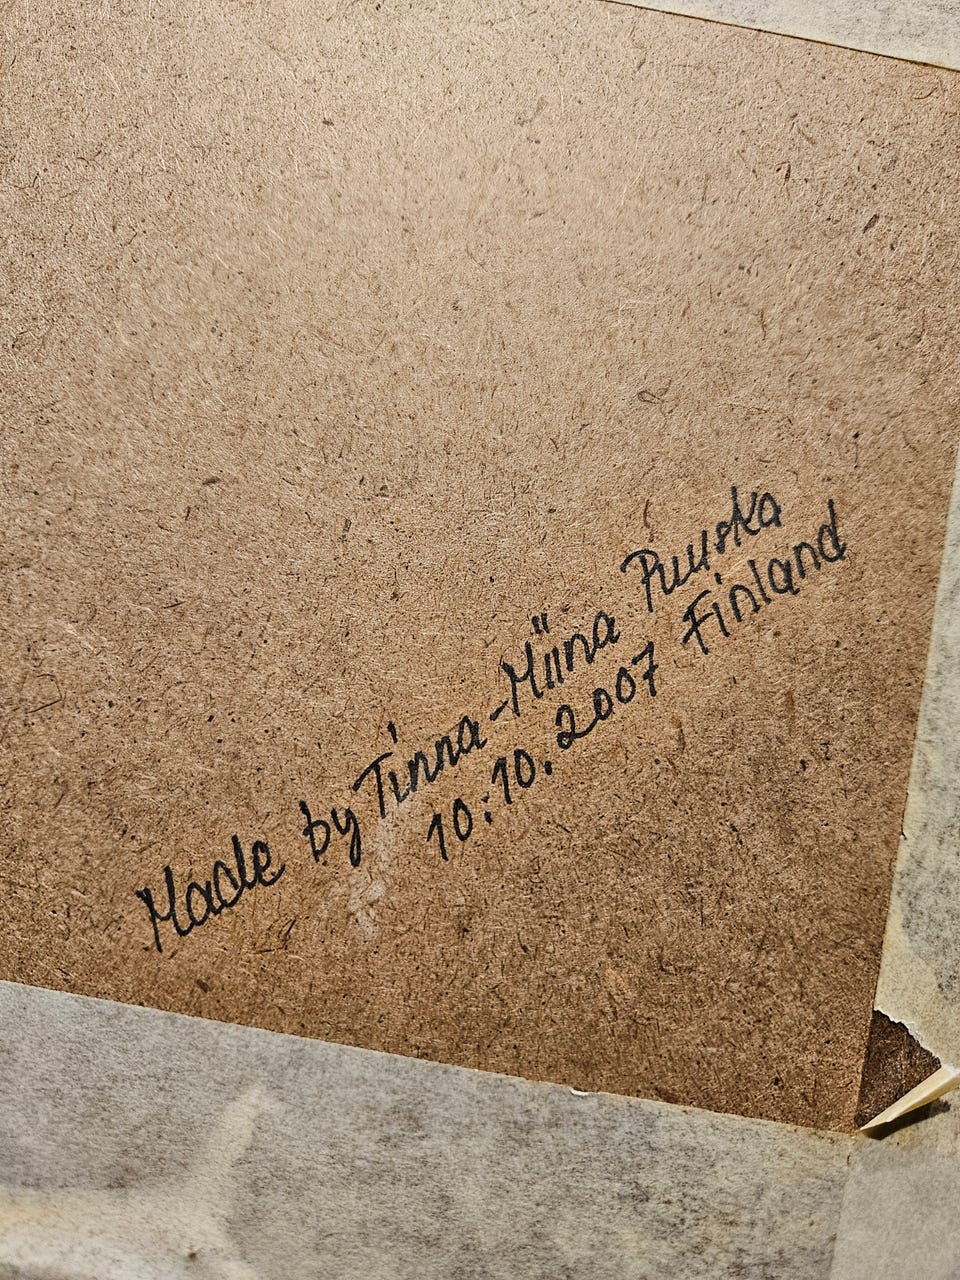 Made by Tinna-Miina Puuska
10.10.2007 Finland